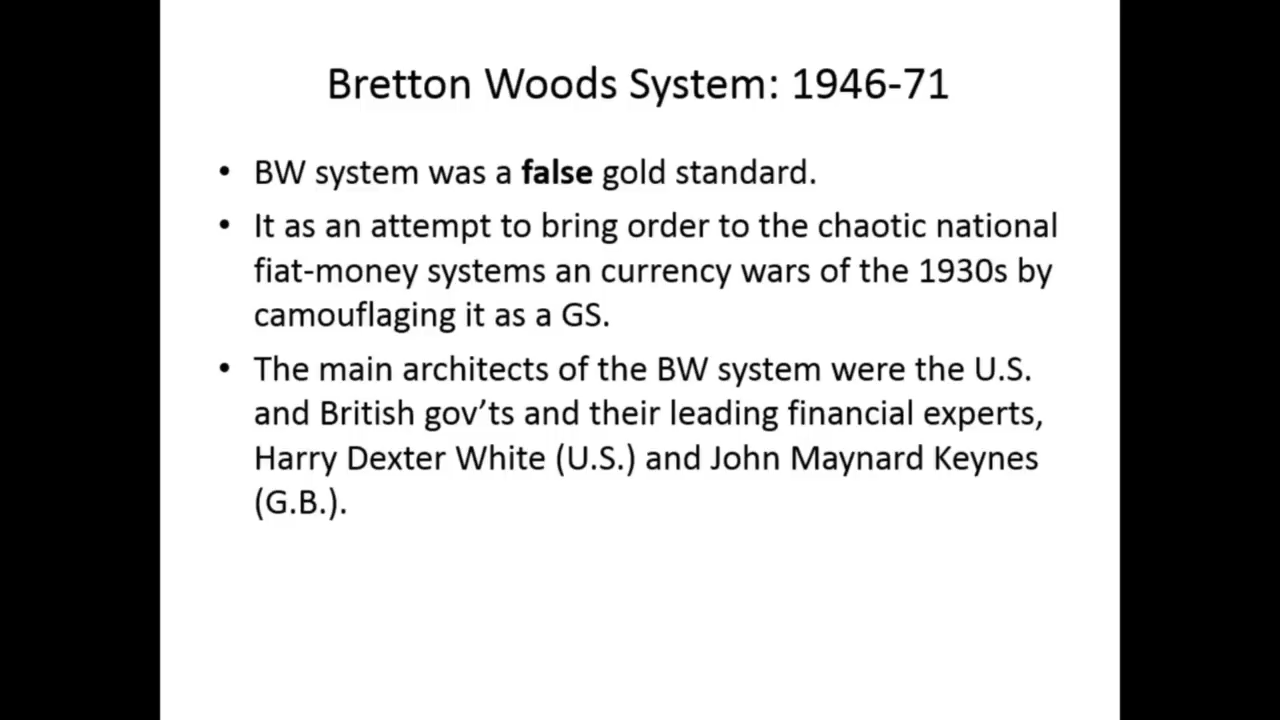 Bretton Woods System: 1946-71
• BW system was a false gold standard.
• It as an attempt to bring order to the chaotic national
fiat-money systems an currency wars of the 1930s by
camouflaging it as a GS.
• The main architects of the BW system were the U.S.
and British gov’ts and their leading financial experts,
Harry Dexter White (U.S.) and John Maynard Keynes
(G.B.).